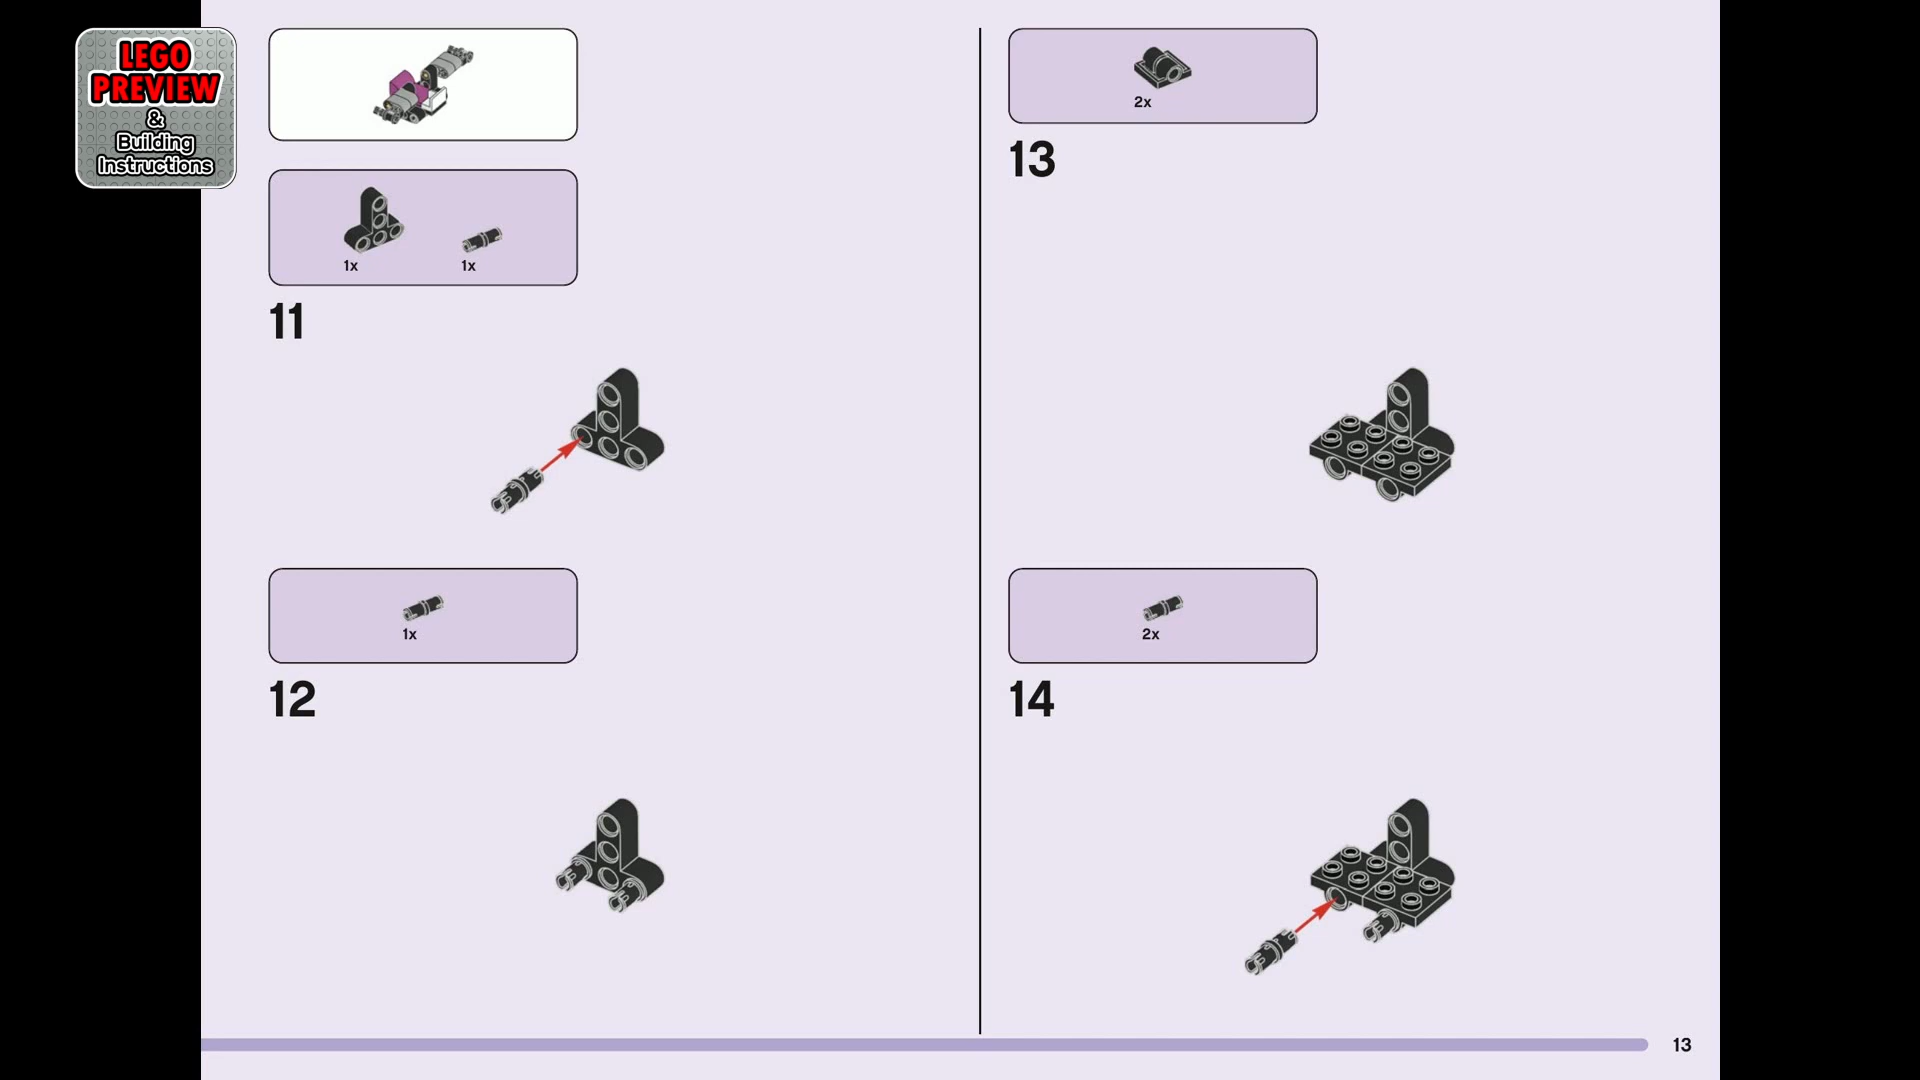 LEGO
PREVIEW
&
Building
Instructions
1x
1x
11
1x
12
2x
13
2x
14
13